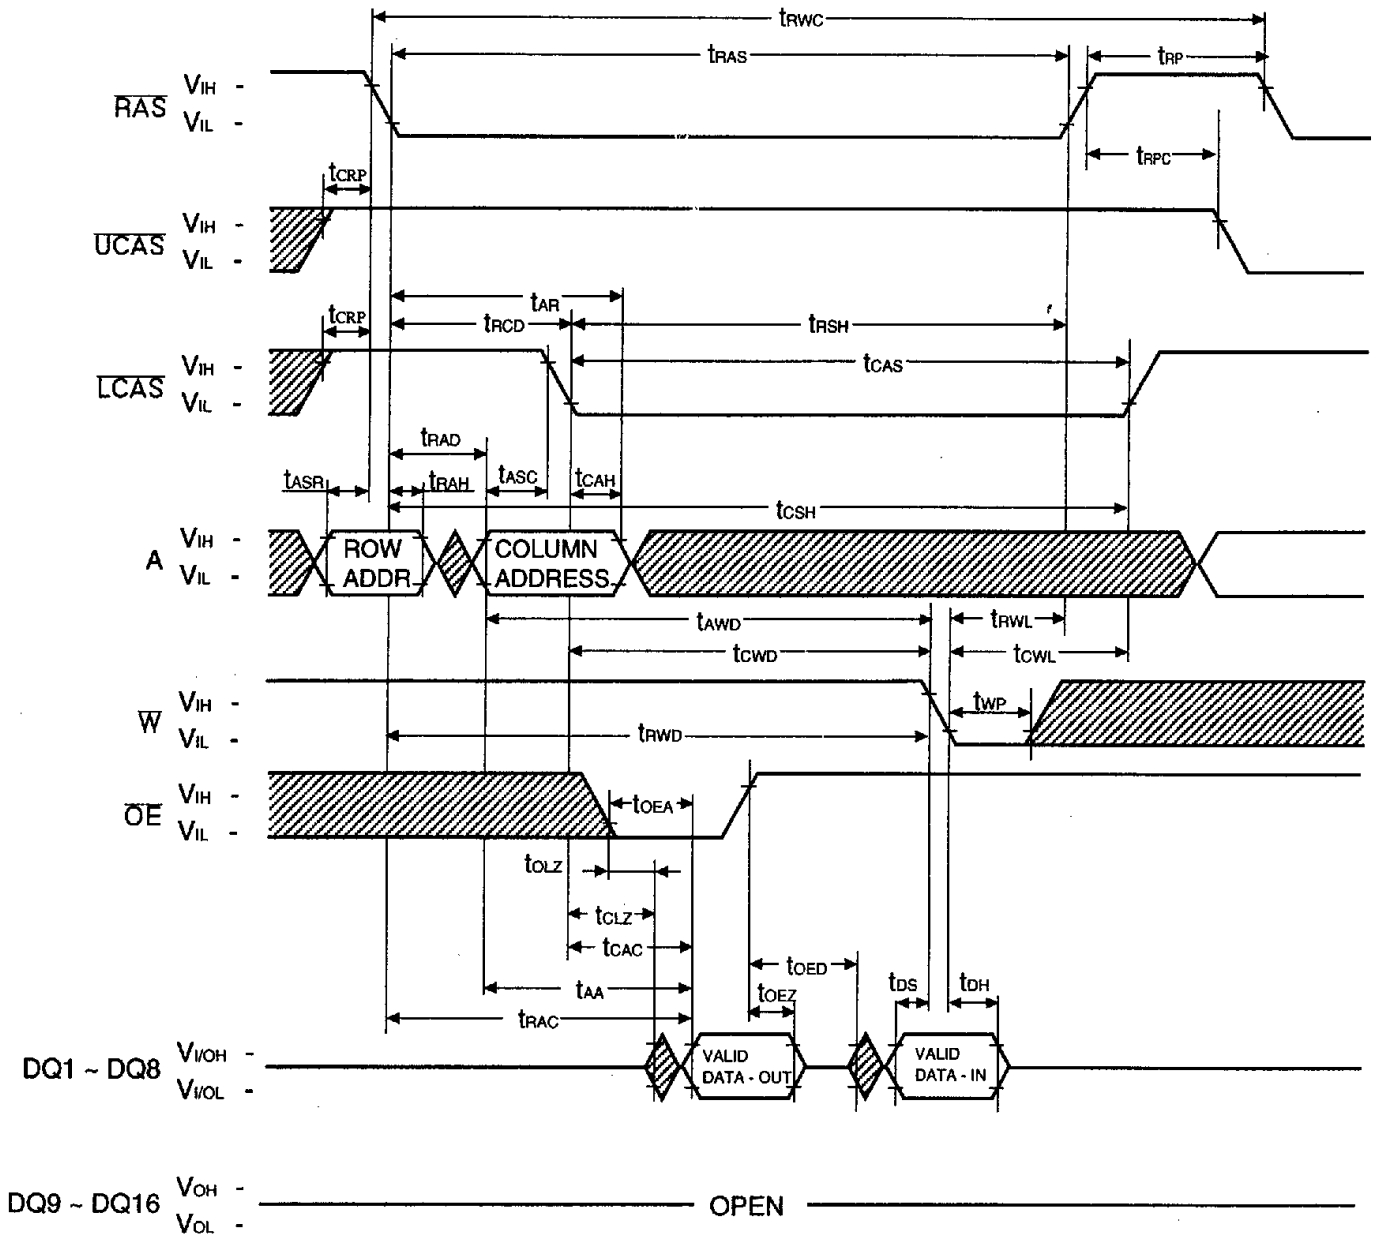 tRWC
tRAS
tRP
RAS
VIH -
VIL -
tRPC
tCRP
UCAS
VIH -
VIL -
tAR
tCRP
tRCD
tRSH
LCAS
VIH -
VIL -
tCAS
tRAD
tASR
tRAH
tASC
tCAH
tCSH
A
VIH -
VIL -
ROW
ADDR
COLUMN
ADDRESS
tAWD
tRWL
tCWD
tCWL
W
VIH -
VIL -
tWP
tRWD
OE
VIH -
VIL -
tOEA
tOLZ
tCLZ
tCAC
tOED
tAA
tOEZ
tDS
tDH
tRAC
DQ1 ~ DQ8
VI/OH -
VI/OL -
VALID
DATA - OUT
VALID
DATA - IN
DQ9 ~ DQ16
VOH -
VOL -
OPEN